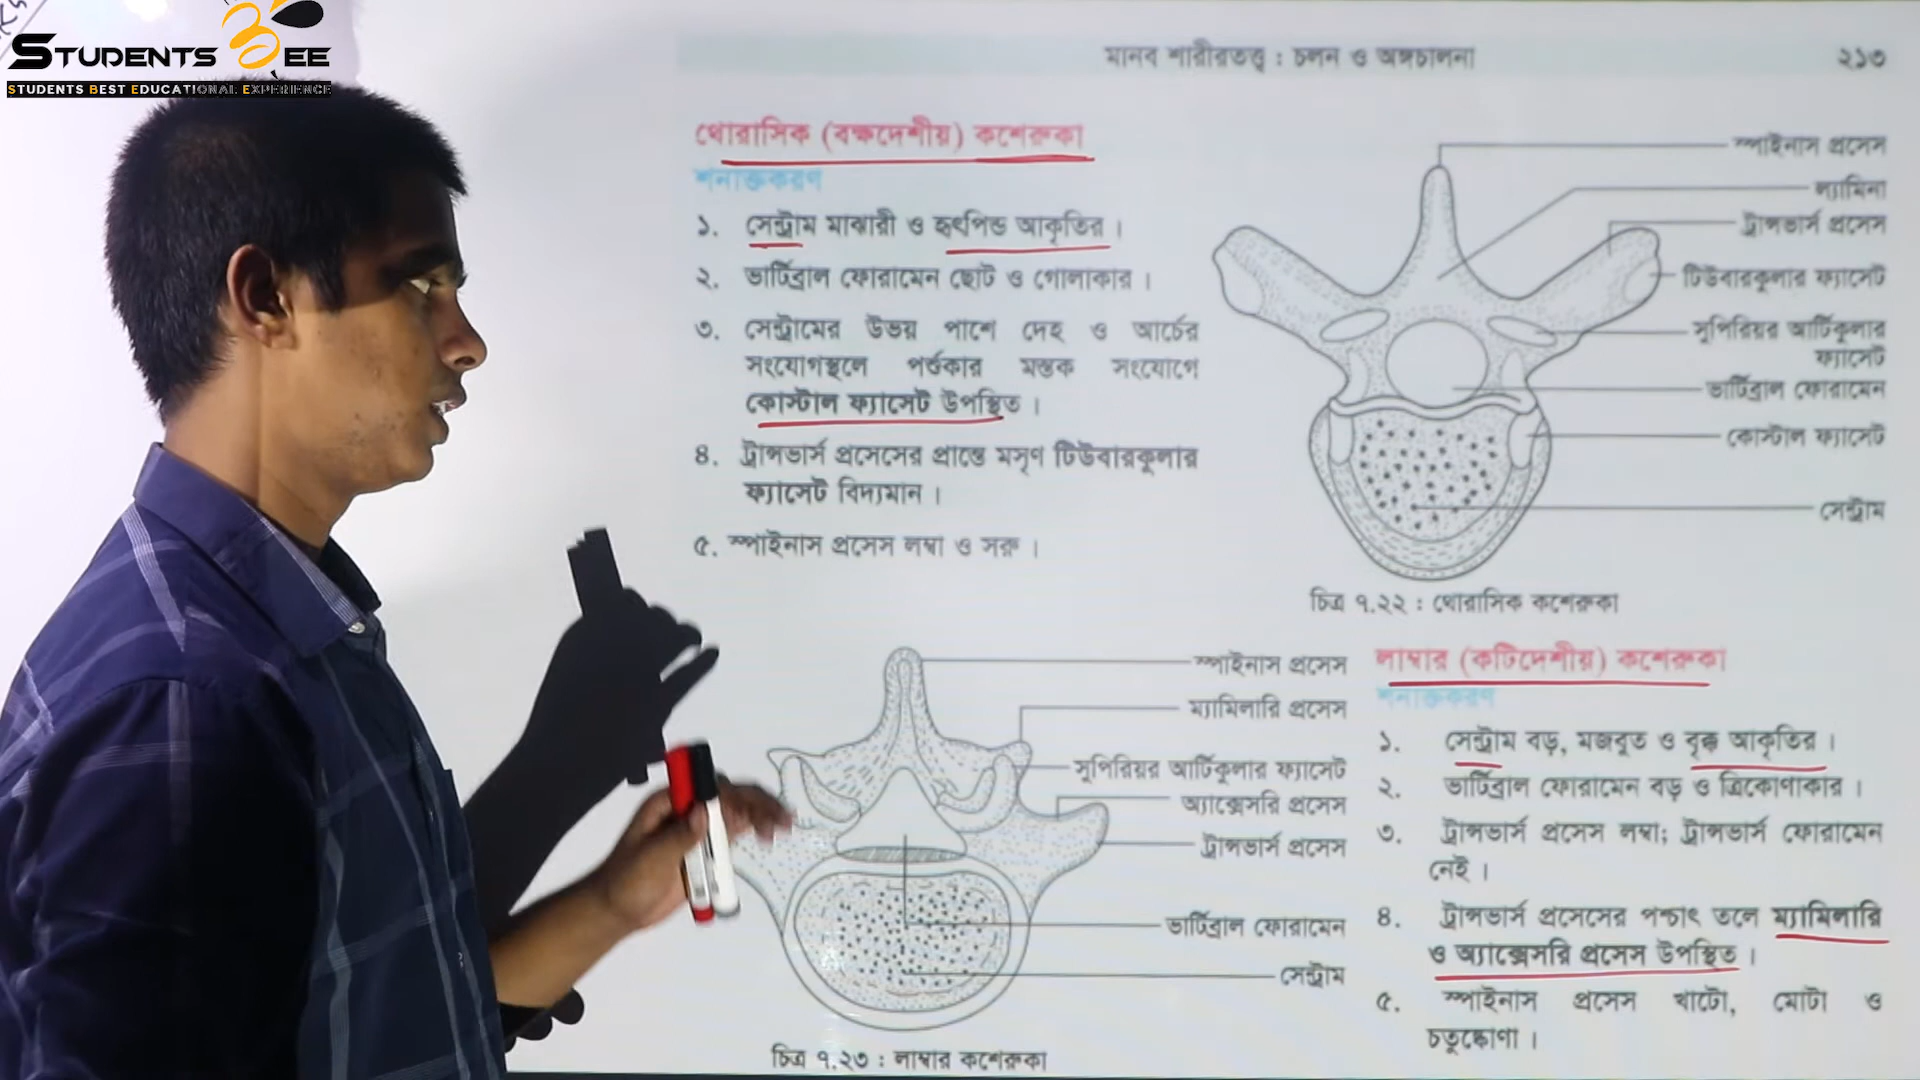 STUDENTS BEE
STUDENTS BEST EDUCATIONAL EXPERIENCE
মানব শারীরতত্ত্ব : চলন ও অঙ্গচালনা ২১৩
থোরাসিক (বক্ষদেশীয়) কশেরুকা
শনাক্তকরণ
১. সেন্ট্রাম মাঝারী ও হৃৎপিন্ড আকৃতির ।
২. ভার্টিব্রাল ফোরামেন ছোট ও গোলাকার ।
৩. সেন্ট্রামের উভয় পাশে দেহ ও আর্চের
সংযোগস্থলে পর্শুকার মস্তক সংযোগে
কোস্টাল ফ্যাসেট উপস্থিত ।
৪. ট্রান্সভার্স প্রসেসের প্রান্তে মসৃণ টিউবারকুলার
ফ্যাসেট বিদ্যমান ।
৫. স্পাইনাস প্রসেস লম্বা ও সরু ।
স্পাইনাস প্রসেস
ল্যামিনা
ট্রান্সভার্স প্রসেস
টিউবারকুলার ফ্যাসেট
সুপিরিয়র আর্টিকুলার
ফ্যাসেট
ভার্টিব্রাল ফোরামেন
কোস্টাল ফ্যাসেট
সেন্ট্রাম
চিত্র ৭.২২ : থোরাসিক কশেরুকা
স্পাইনাস প্রসেস
ম্যামিলারি প্রসেস
সুপিরিয়র আর্টিকুলার ফ্যাসেট
অ্যাক্সেসরি প্রসেস
ট্রান্সভার্স প্রসেস
ভার্টিব্রাল ফোরামেন
সেন্ট্রাম
চিত্র ৭.২৩ : লাম্বার কশেরুকা
লাম্বার (কটিদেশীয়) কশেরুকা
শনাক্তকরণ
১. সেন্ট্রাম বড়, মজবুত ও বৃক্ক আকৃতির ।
২. ভার্টিব্রাল ফোরামেন বড় ও ত্রিকোণাকার ।
৩. ট্রান্সভার্স প্রসেস লম্বা; ট্রান্সভার্স ফোরামেন
নেই ।
৪. ট্রান্সভার্স প্রসেসের পশ্চাৎ তলে ম্যামিলারি
ও অ্যাক্সেসরি প্রসেস উপস্থিত ।
৫. স্পাইনাস প্রসেস খাটো, মোটা ও
চতুষ্কোণা ।